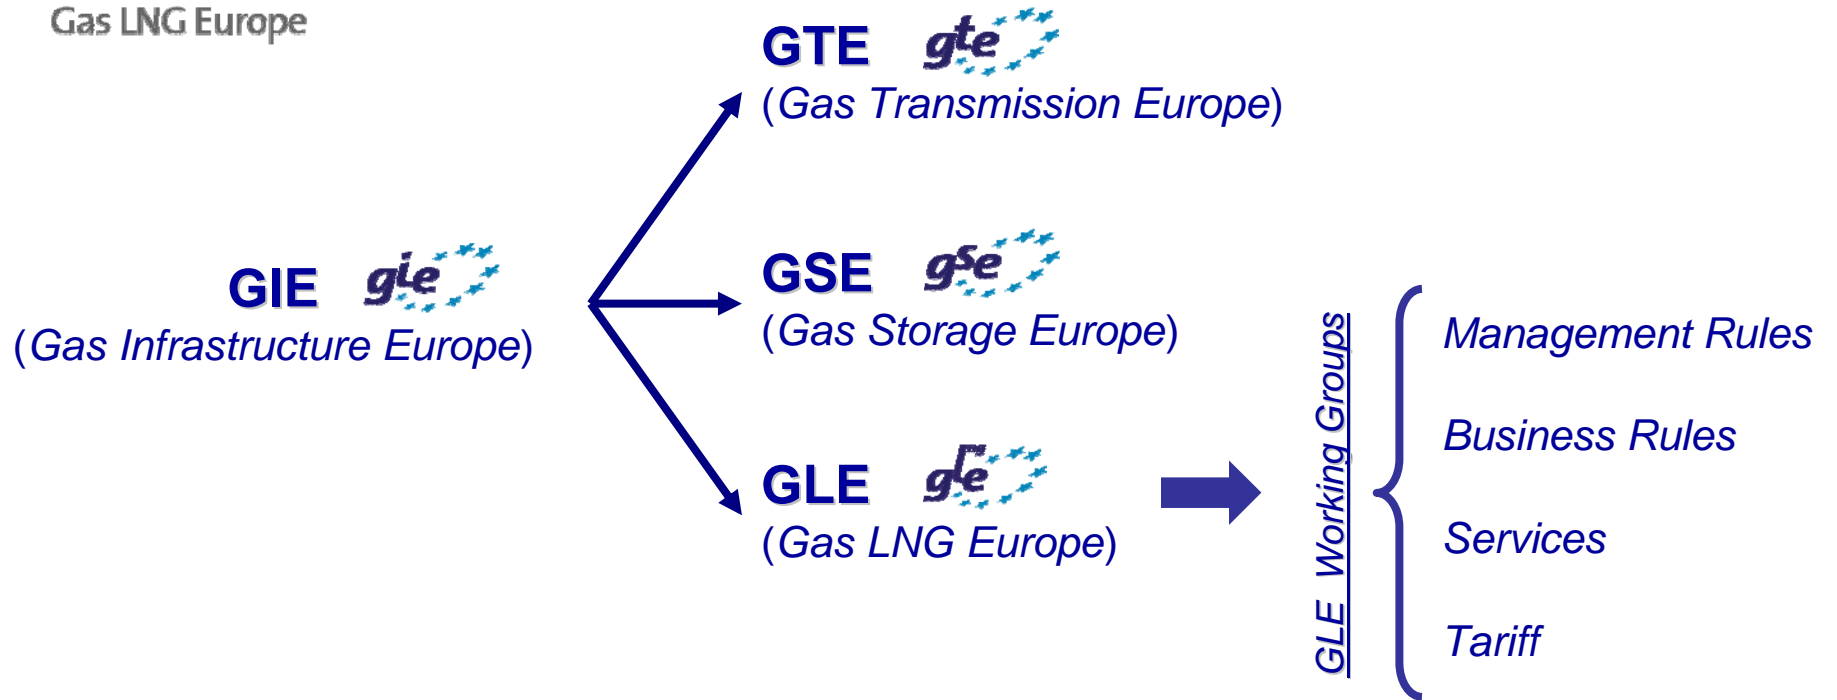 Gas LNG Europe
GTE gte
(Gas Transmission Europe)
GIE gie
(Gas Infrastructure Europe)
GSE gse
(Gas Storage Europe)
GLE gle
(Gas LNG Europe)
GLE Working Groups
Management Rules
Business Rules
Services
Tariff